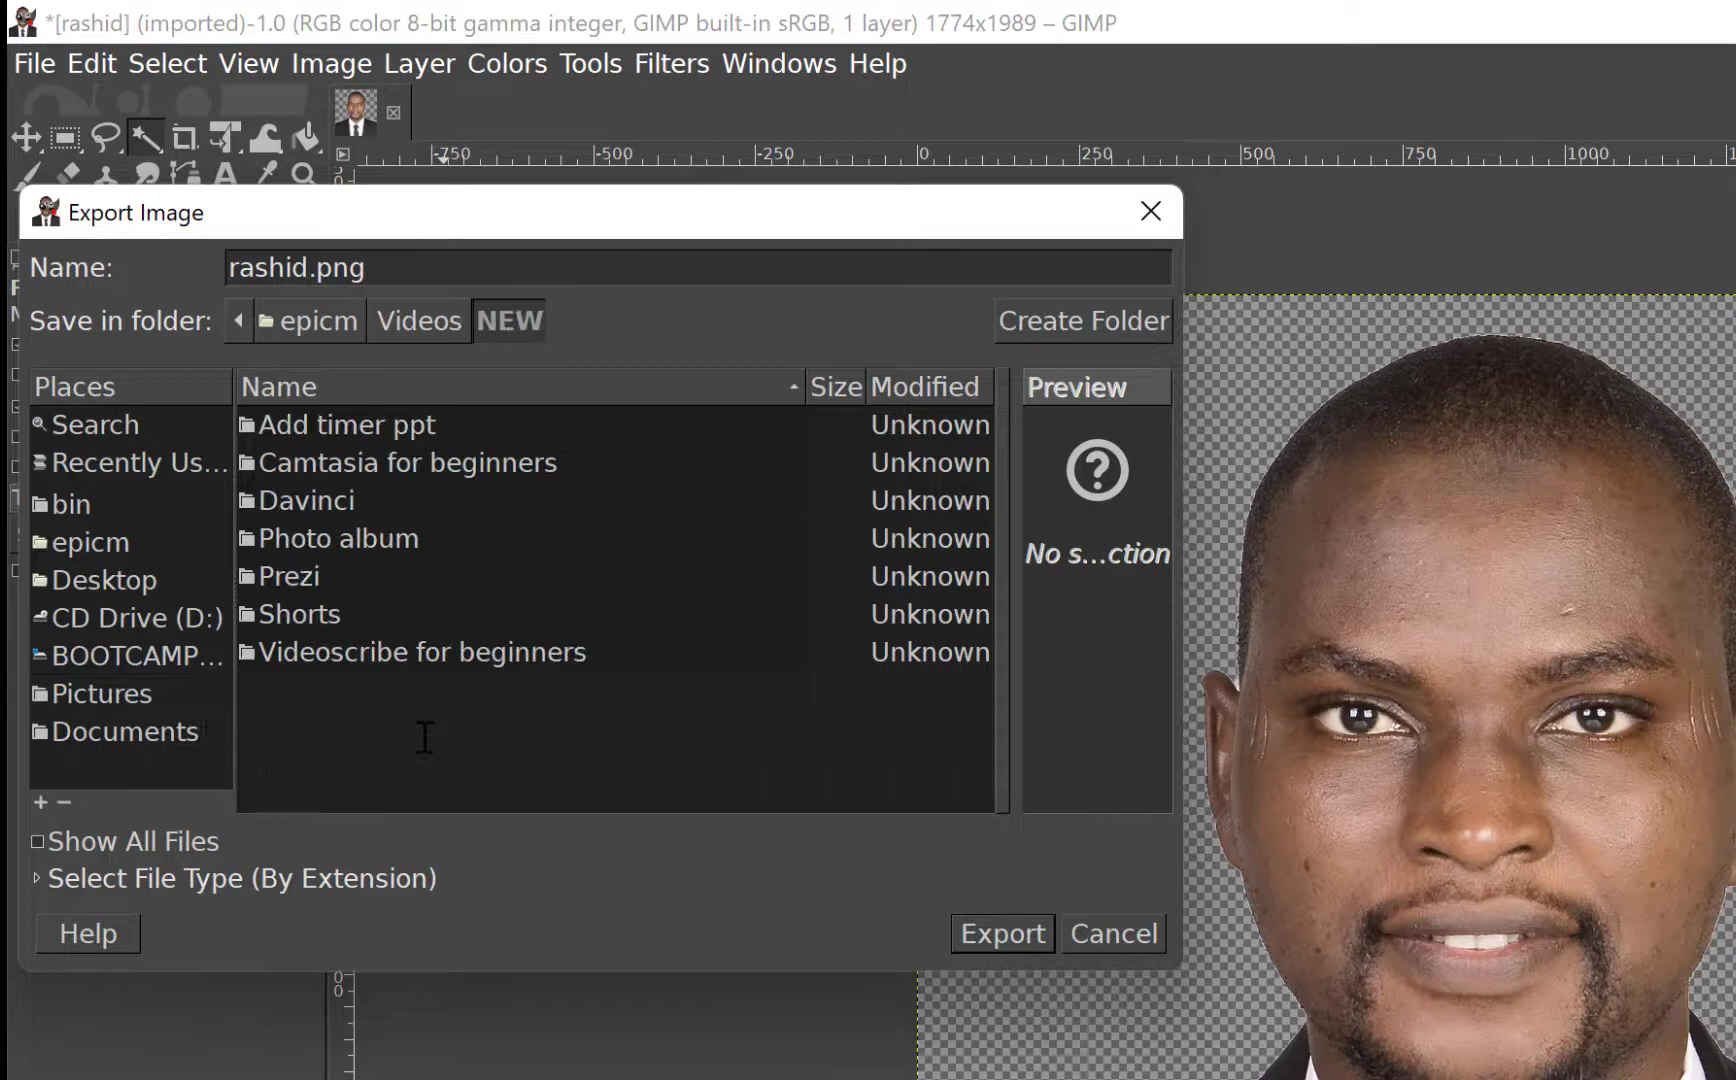 *[rashid] (imported)-1.0 (RGB color 8-bit gamma integer, GIMP built-in sRGB, 1 layer) 1774x1989 – GIMP
File Edit Select View Image Layer Colors Tools Filters Windows Help
-750 -500 -250 0 250 500 750 1000
Export Image
Name: rashid.png
Save in folder: epicm Videos NEW Create Folder
Places Name Size Modified Preview
Search Add timer ppt Unknown
Recently Us... Camtasia for beginners Unknown
bin Davinci Unknown
epicm Photo album Unknown
No s...ction
Desktop Prezi Unknown
CD Drive (D:) Shorts Unknown
BOOTCAMP... Videoscribe for beginners Unknown
Pictures
Documents
Show All Files
Select File Type (By Extension)
Help Export Cancel